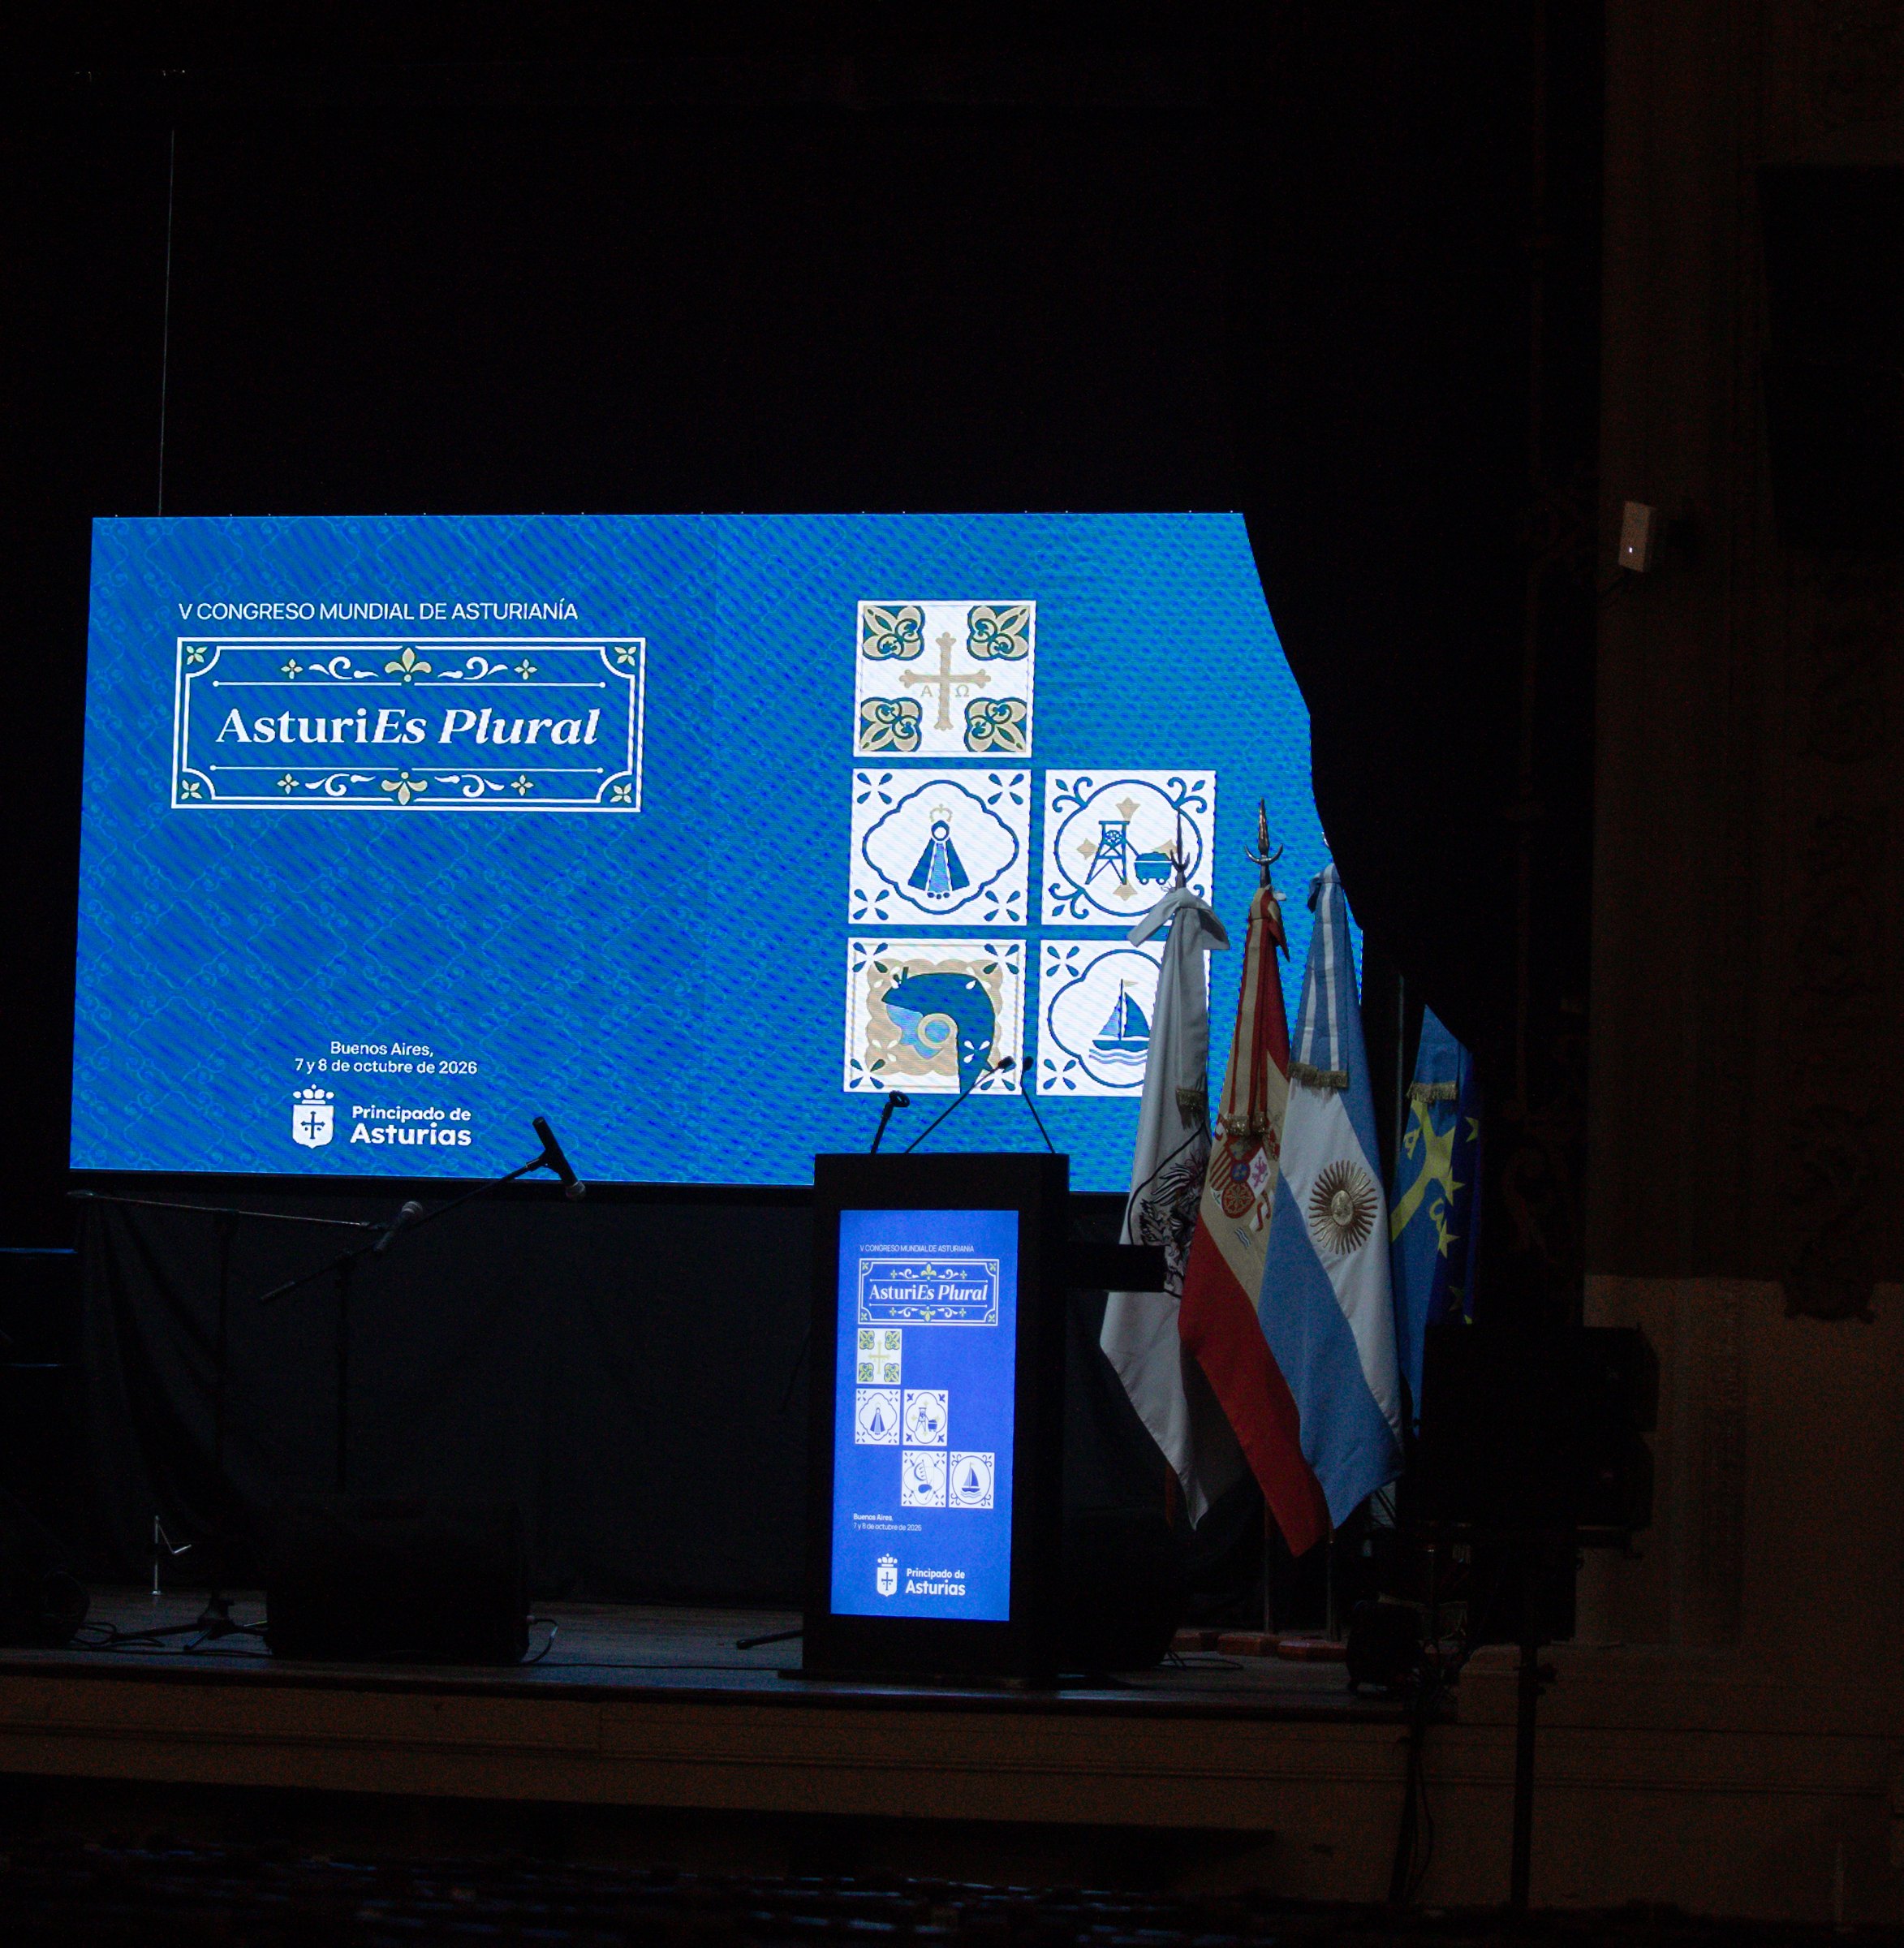 V CONGRESO MUNDIAL DE ASTURIANÍA
AsturiEs Plural
Α Ω
Buenos Aires,
7 y 8 de octubre de 2026
Principado de
Asturias
V CONGRESO MUNDIAL DE ASTURIANÍA
AsturiEs Plural
Buenos Aires,
7 y 8 de octubre de 2026
Principado de
Asturias